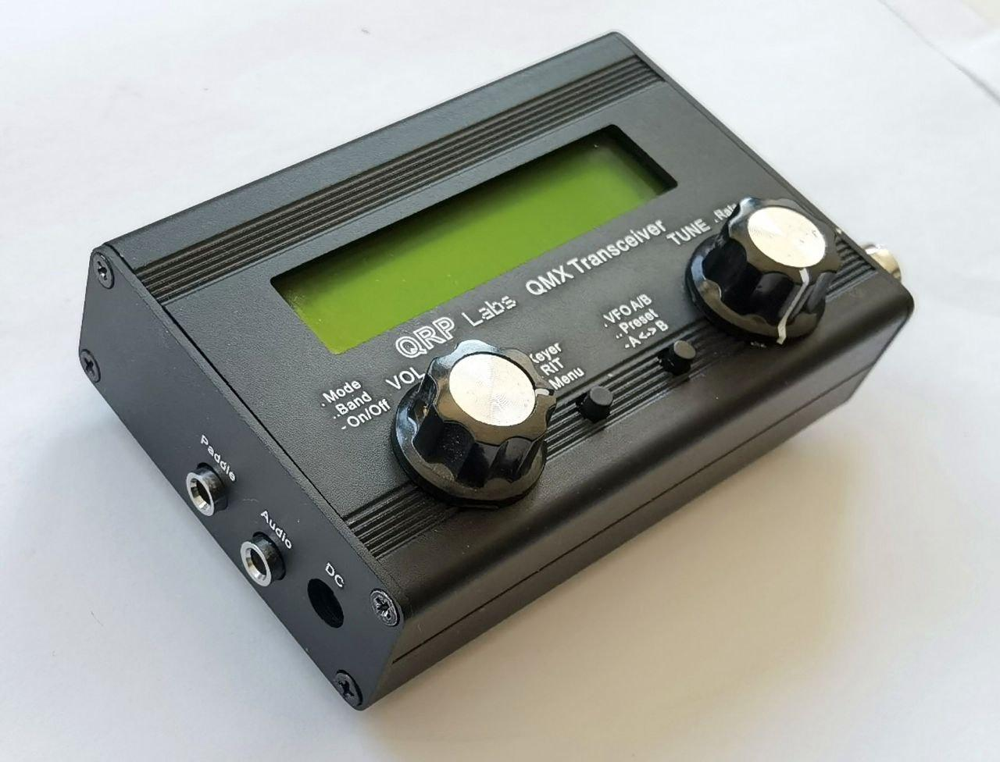 QRP Labs QMX Transceiver
.Mode
..Band
-On/Off
VOL
Keyer
RIT
Menu
.VFO A/B
..Preset
-A <-> B
TUNE
Paddle
Audio
DC